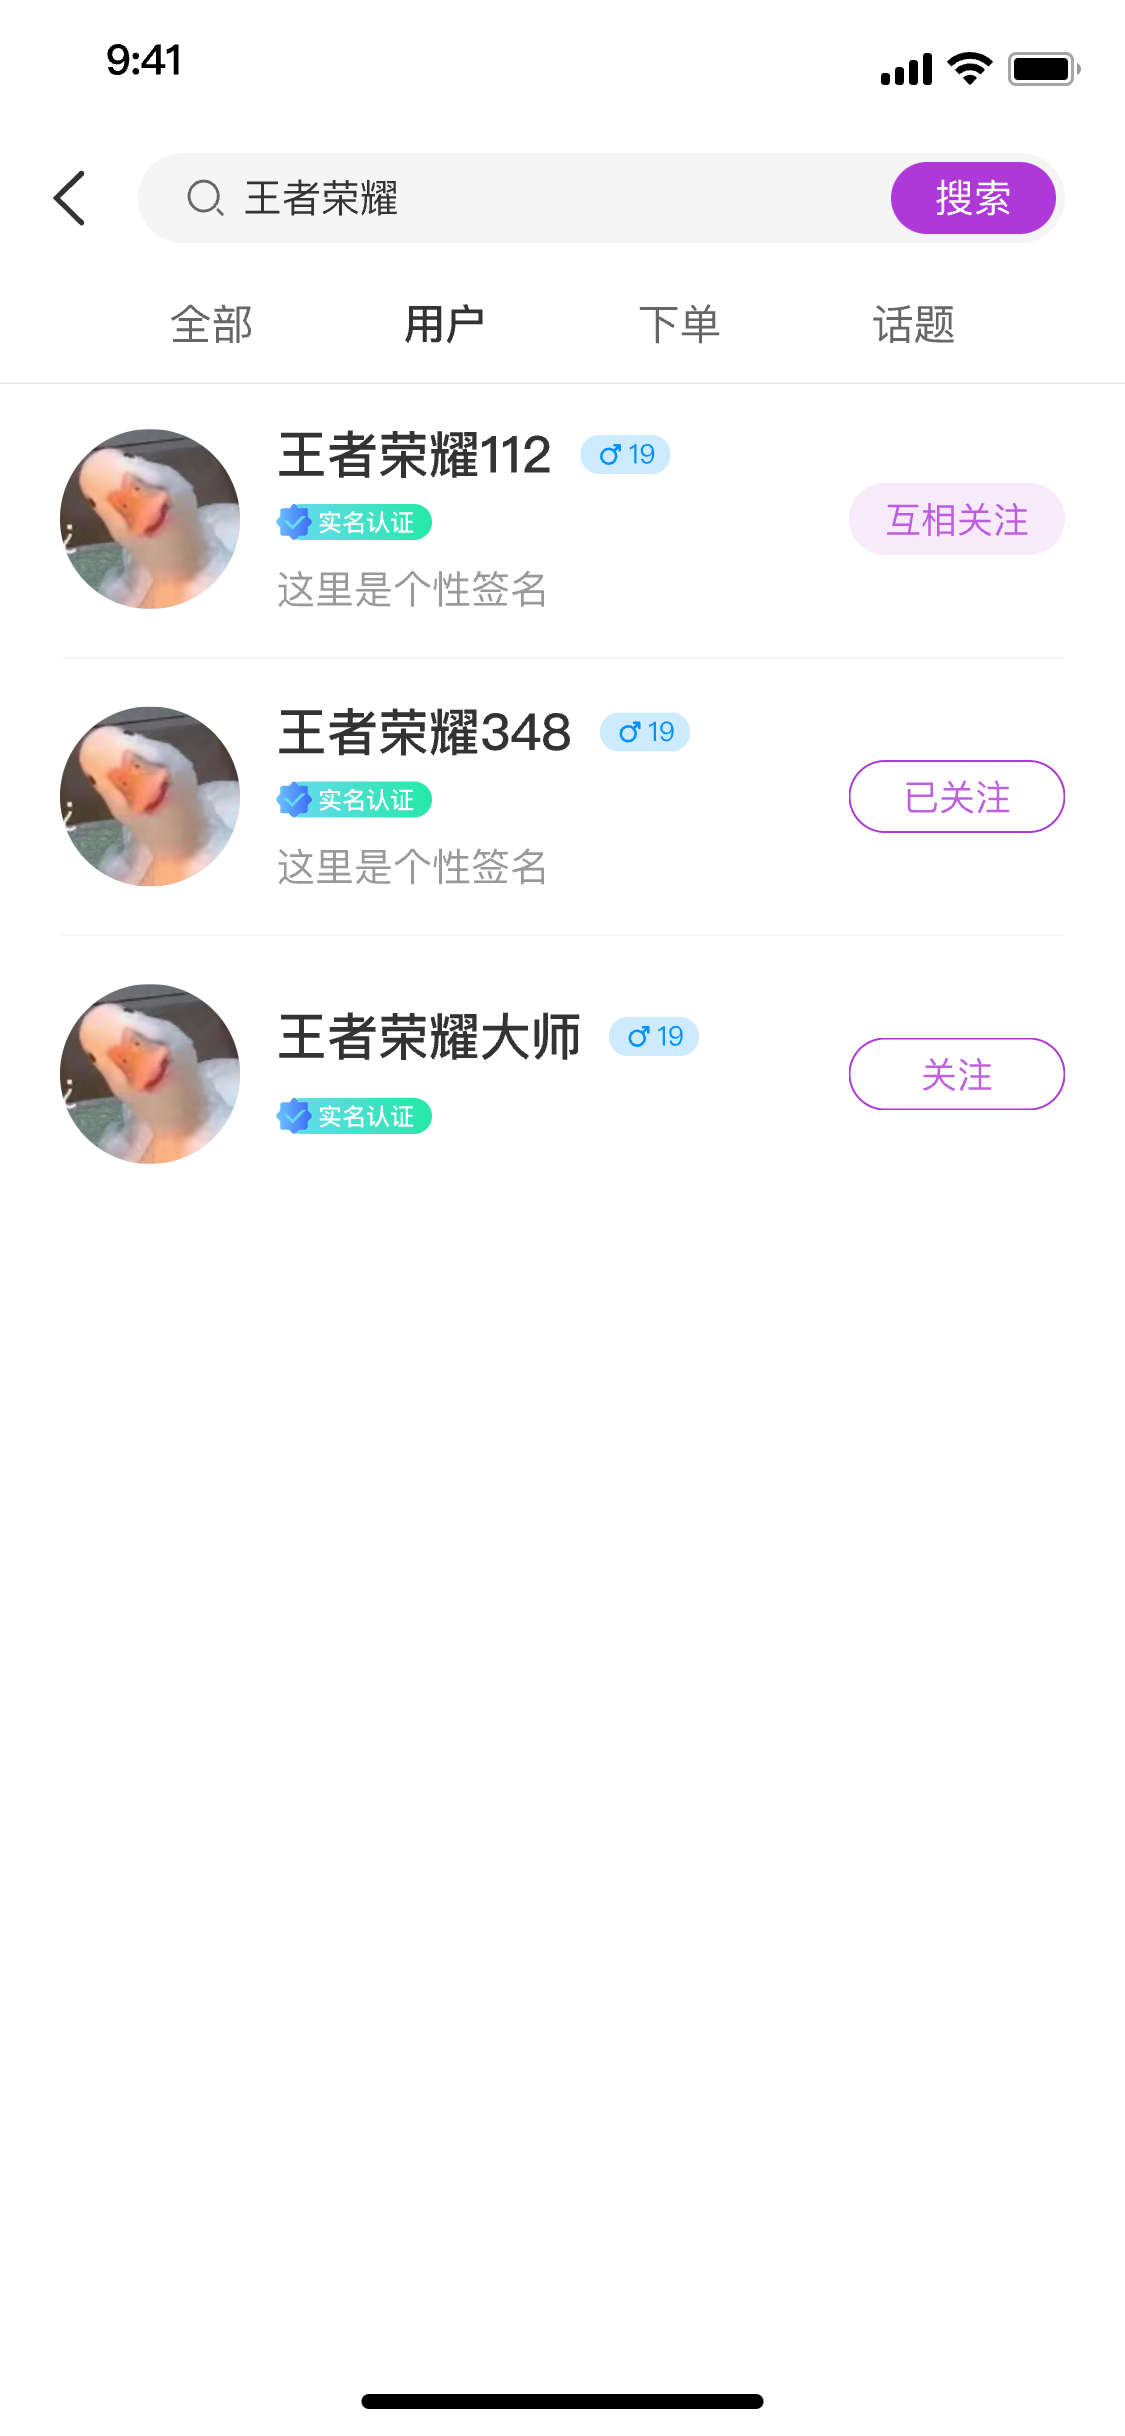 9:41
王者荣耀 搜索
全部 用户 下单 话题
王者荣耀112 ♂19
实名认证
互相关注
这里是个性签名
王者荣耀348 ♂19
实名认证
已关注
这里是个性签名
王者荣耀大师 ♂19
关注
实名认证